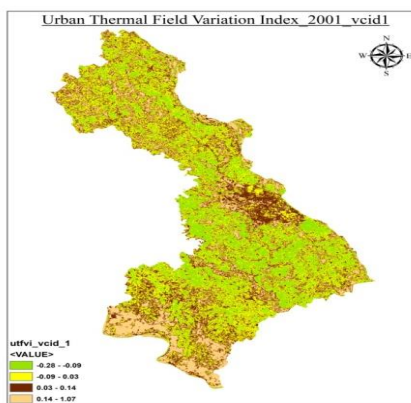 Urban Thermal Field Variation Index_2001_vcid1
N
W E
S
utfvi_vcid_1
<VALUE>
-0.28 - -0.09
-0.09 - 0.03
0.03 - 0.14
0.14 - 1.07